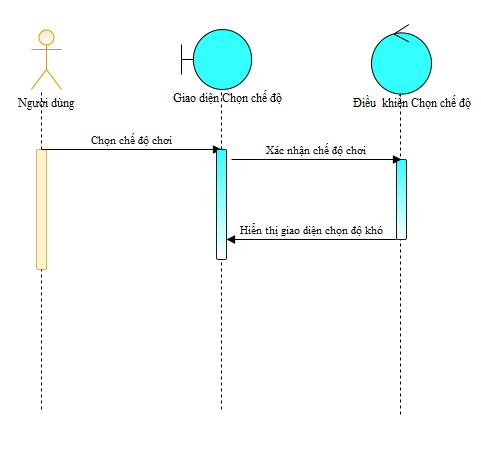 Người dùng
Giao diện Chọn chế độ
Điều khiện Chọn chế độ
Chọn chế độ chơi
Xác nhận chế độ chơi
Hiển thị giao diện chọn độ khó